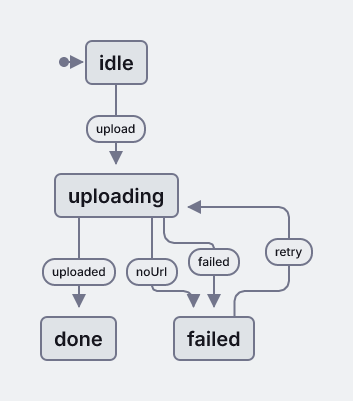 idle
upload
uploading
uploaded
noUrl
failed
retry
done
failed